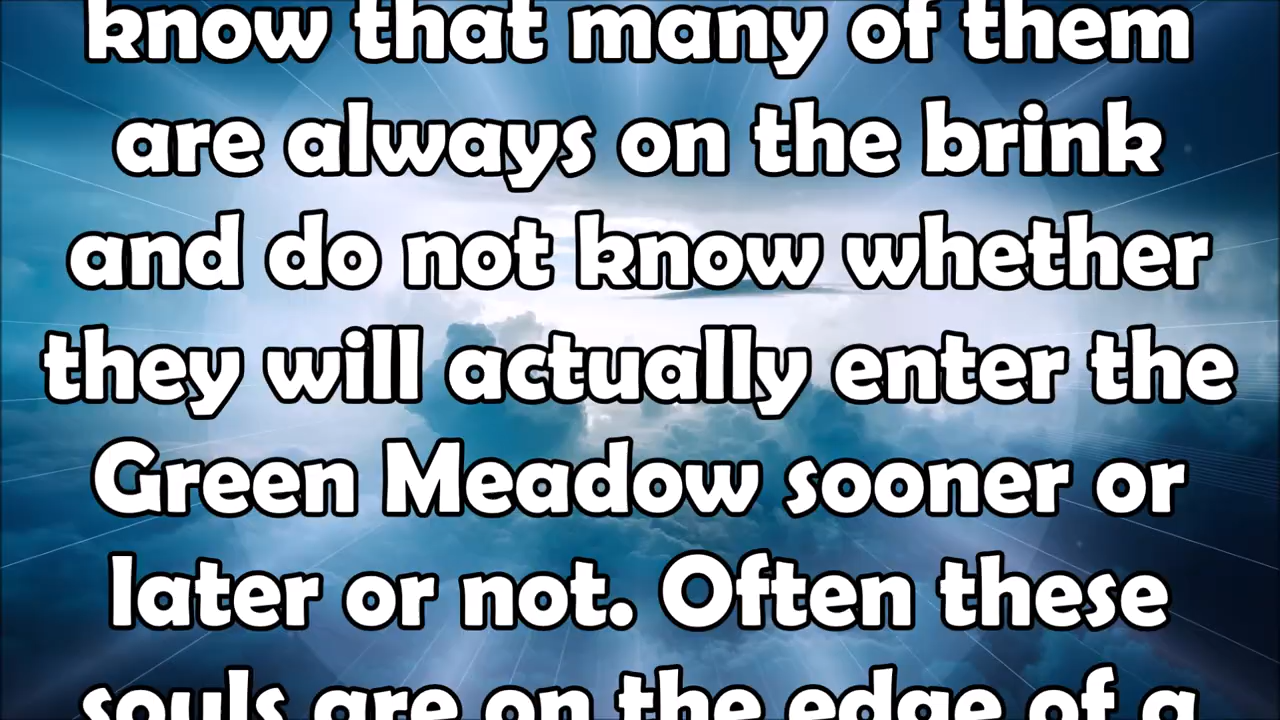 know that many of them
are always on the brink
and do not know whether
they will actually enter the
Green Meadow sooner or
later or not. Often these
souls are on the edge of a